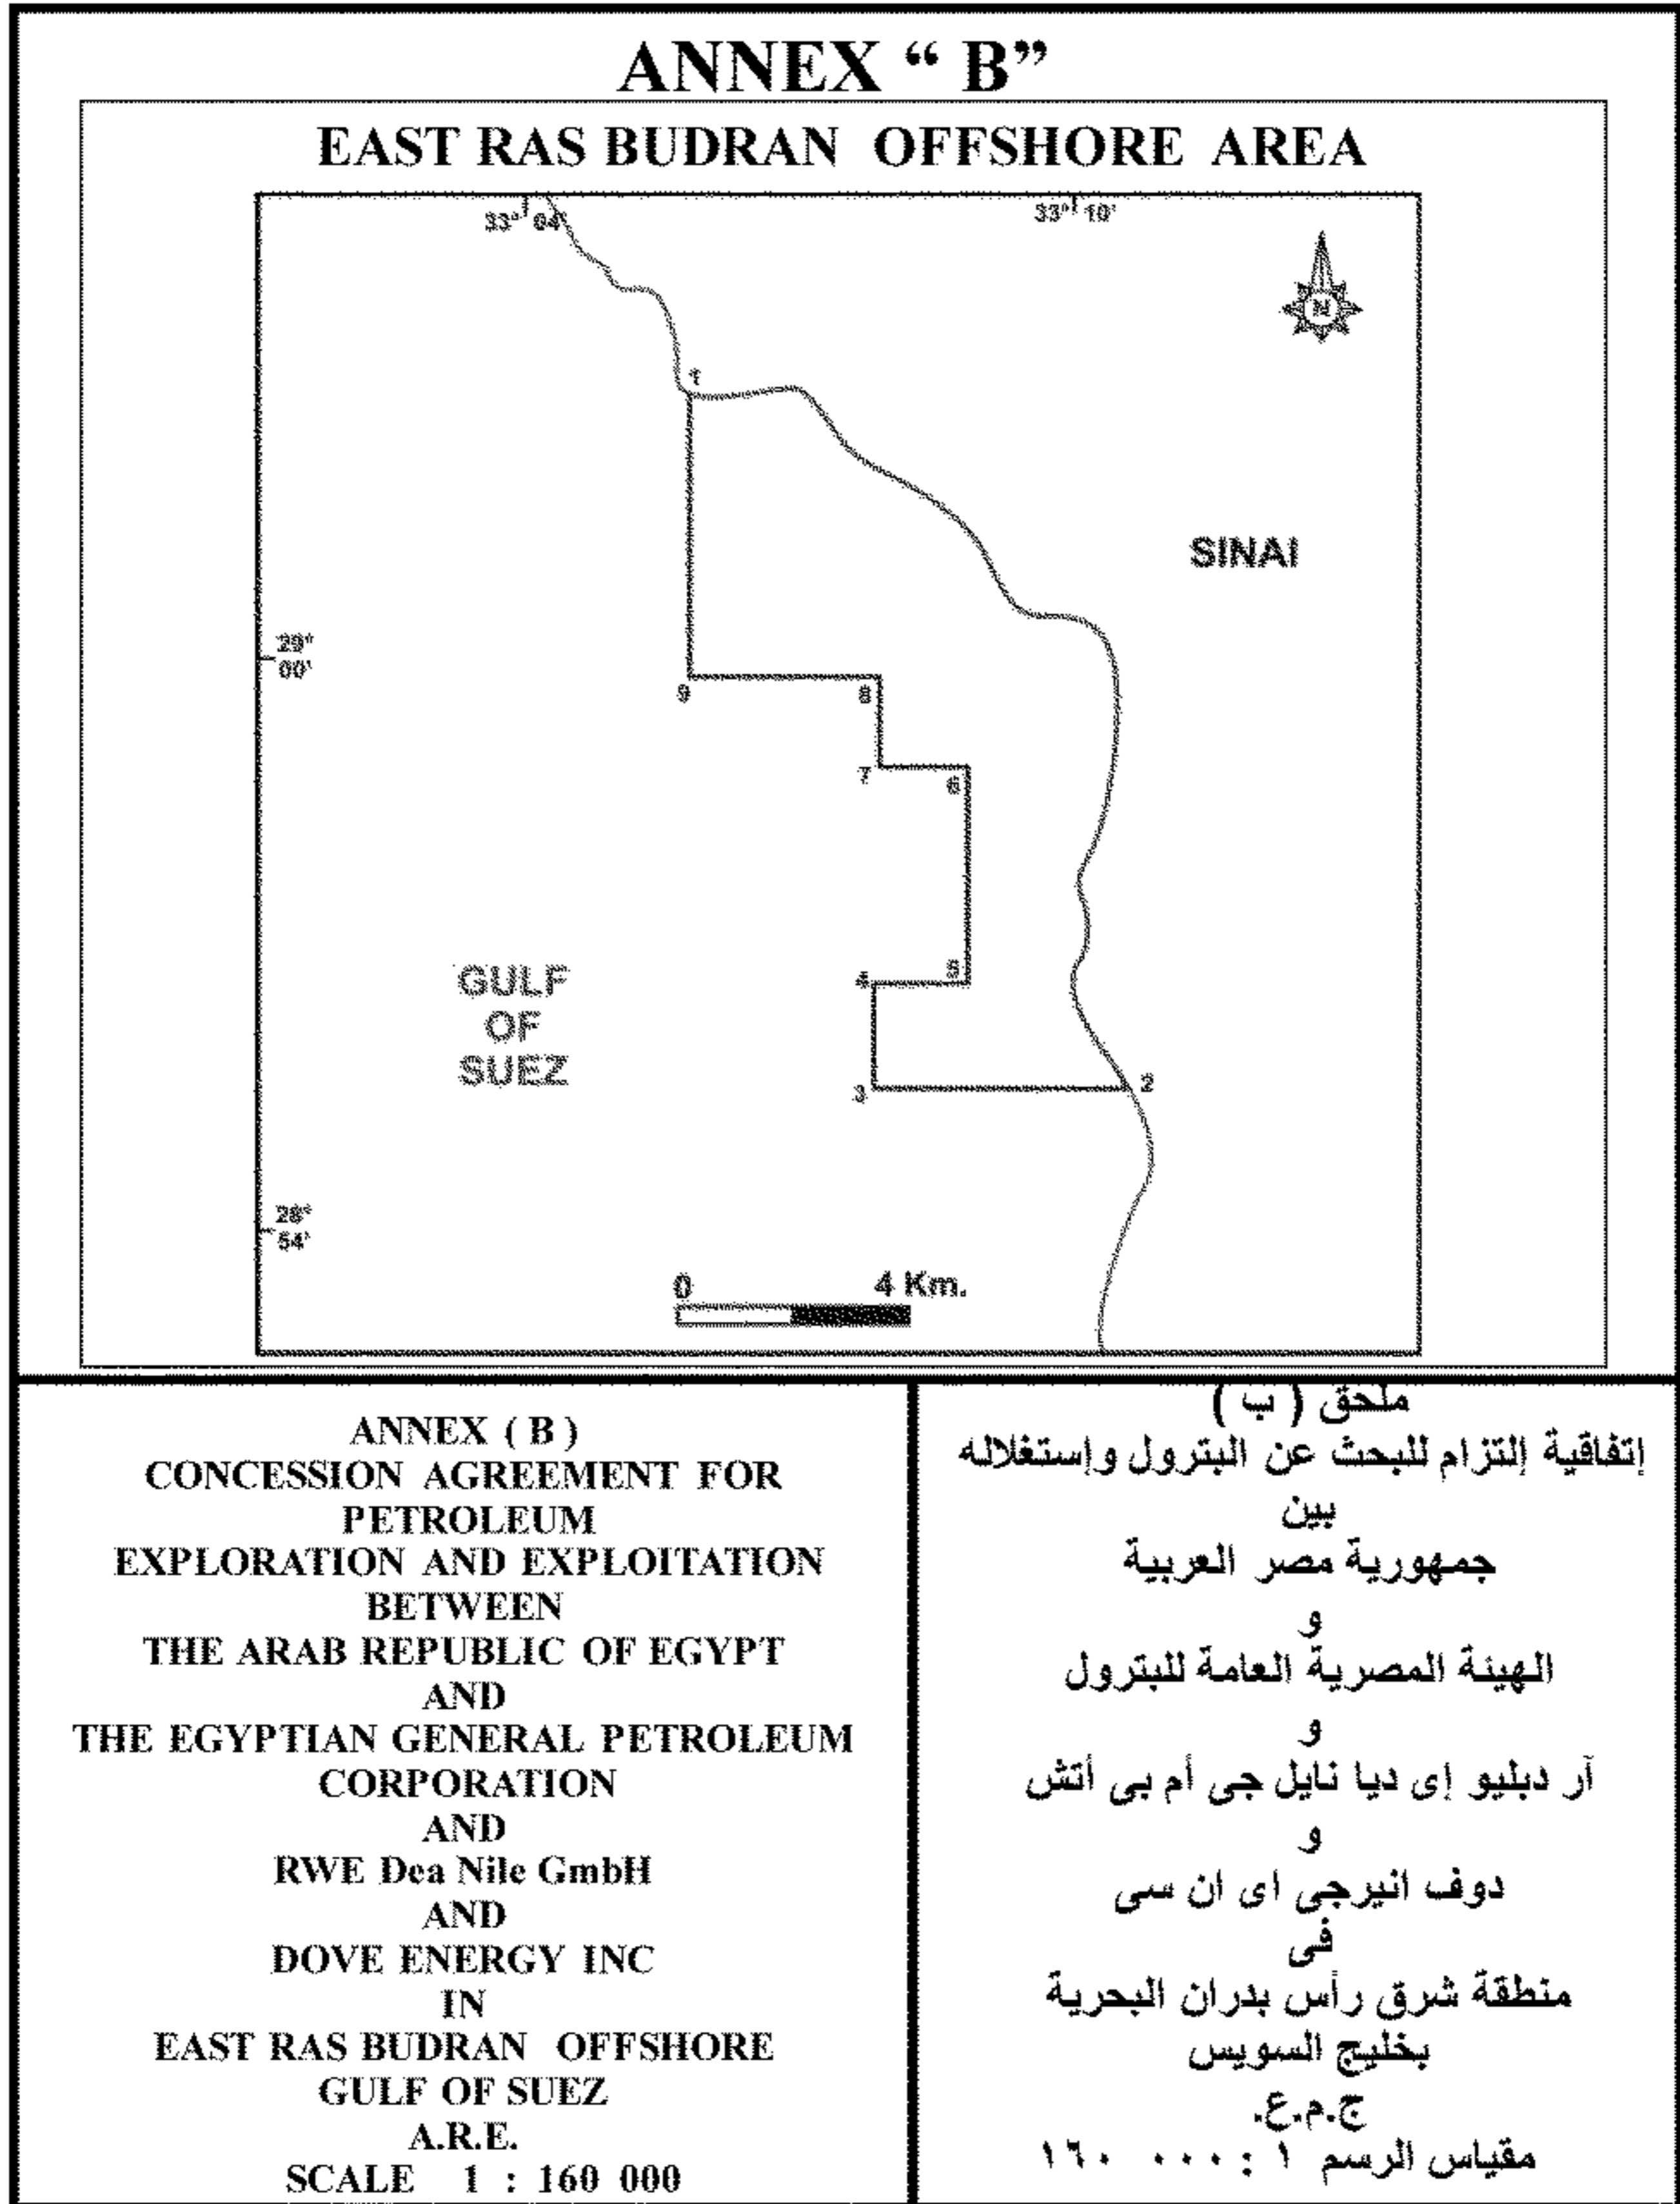 ANNEX “ B”
EAST RAS BUDRAN OFFSHORE AREA
33° 04'
33° 10'
N
1
SINAI
29°
00'
9
8
7
6
GULF
OF
SUEZ
4
5
3
2
28°
54'
0
4 Km.
ANNEX ( B )
CONCESSION AGREEMENT FOR
PETROLEUM
EXPLORATION AND EXPLOITATION
BETWEEN
THE ARAB REPUBLIC OF EGYPT
AND
THE EGYPTIAN GENERAL PETROLEUM
CORPORATION
AND
RWE Dea Nile GmbH
AND
DOVE ENERGY INC
IN
EAST RAS BUDRAN OFFSHORE
GULF OF SUEZ
A.R.E.
SCALE 1 : 160 000
ملحق ( ب )
إتفاقية إلتزام للبحث عن البترول وإستغلاله
بين
جمهورية مصر العربية
و
الهيئة المصرية العامة للبترول
و
آر دبليو إى ديا نايل جى أم بى أتش
و
دوف انيرجى اى ان سى
فى
منطقة شرق رأس بدران البحرية
بخليج السويس
ج.م.ع.
مقياس الرسم ١ : ٠٠٠ ١٦٠